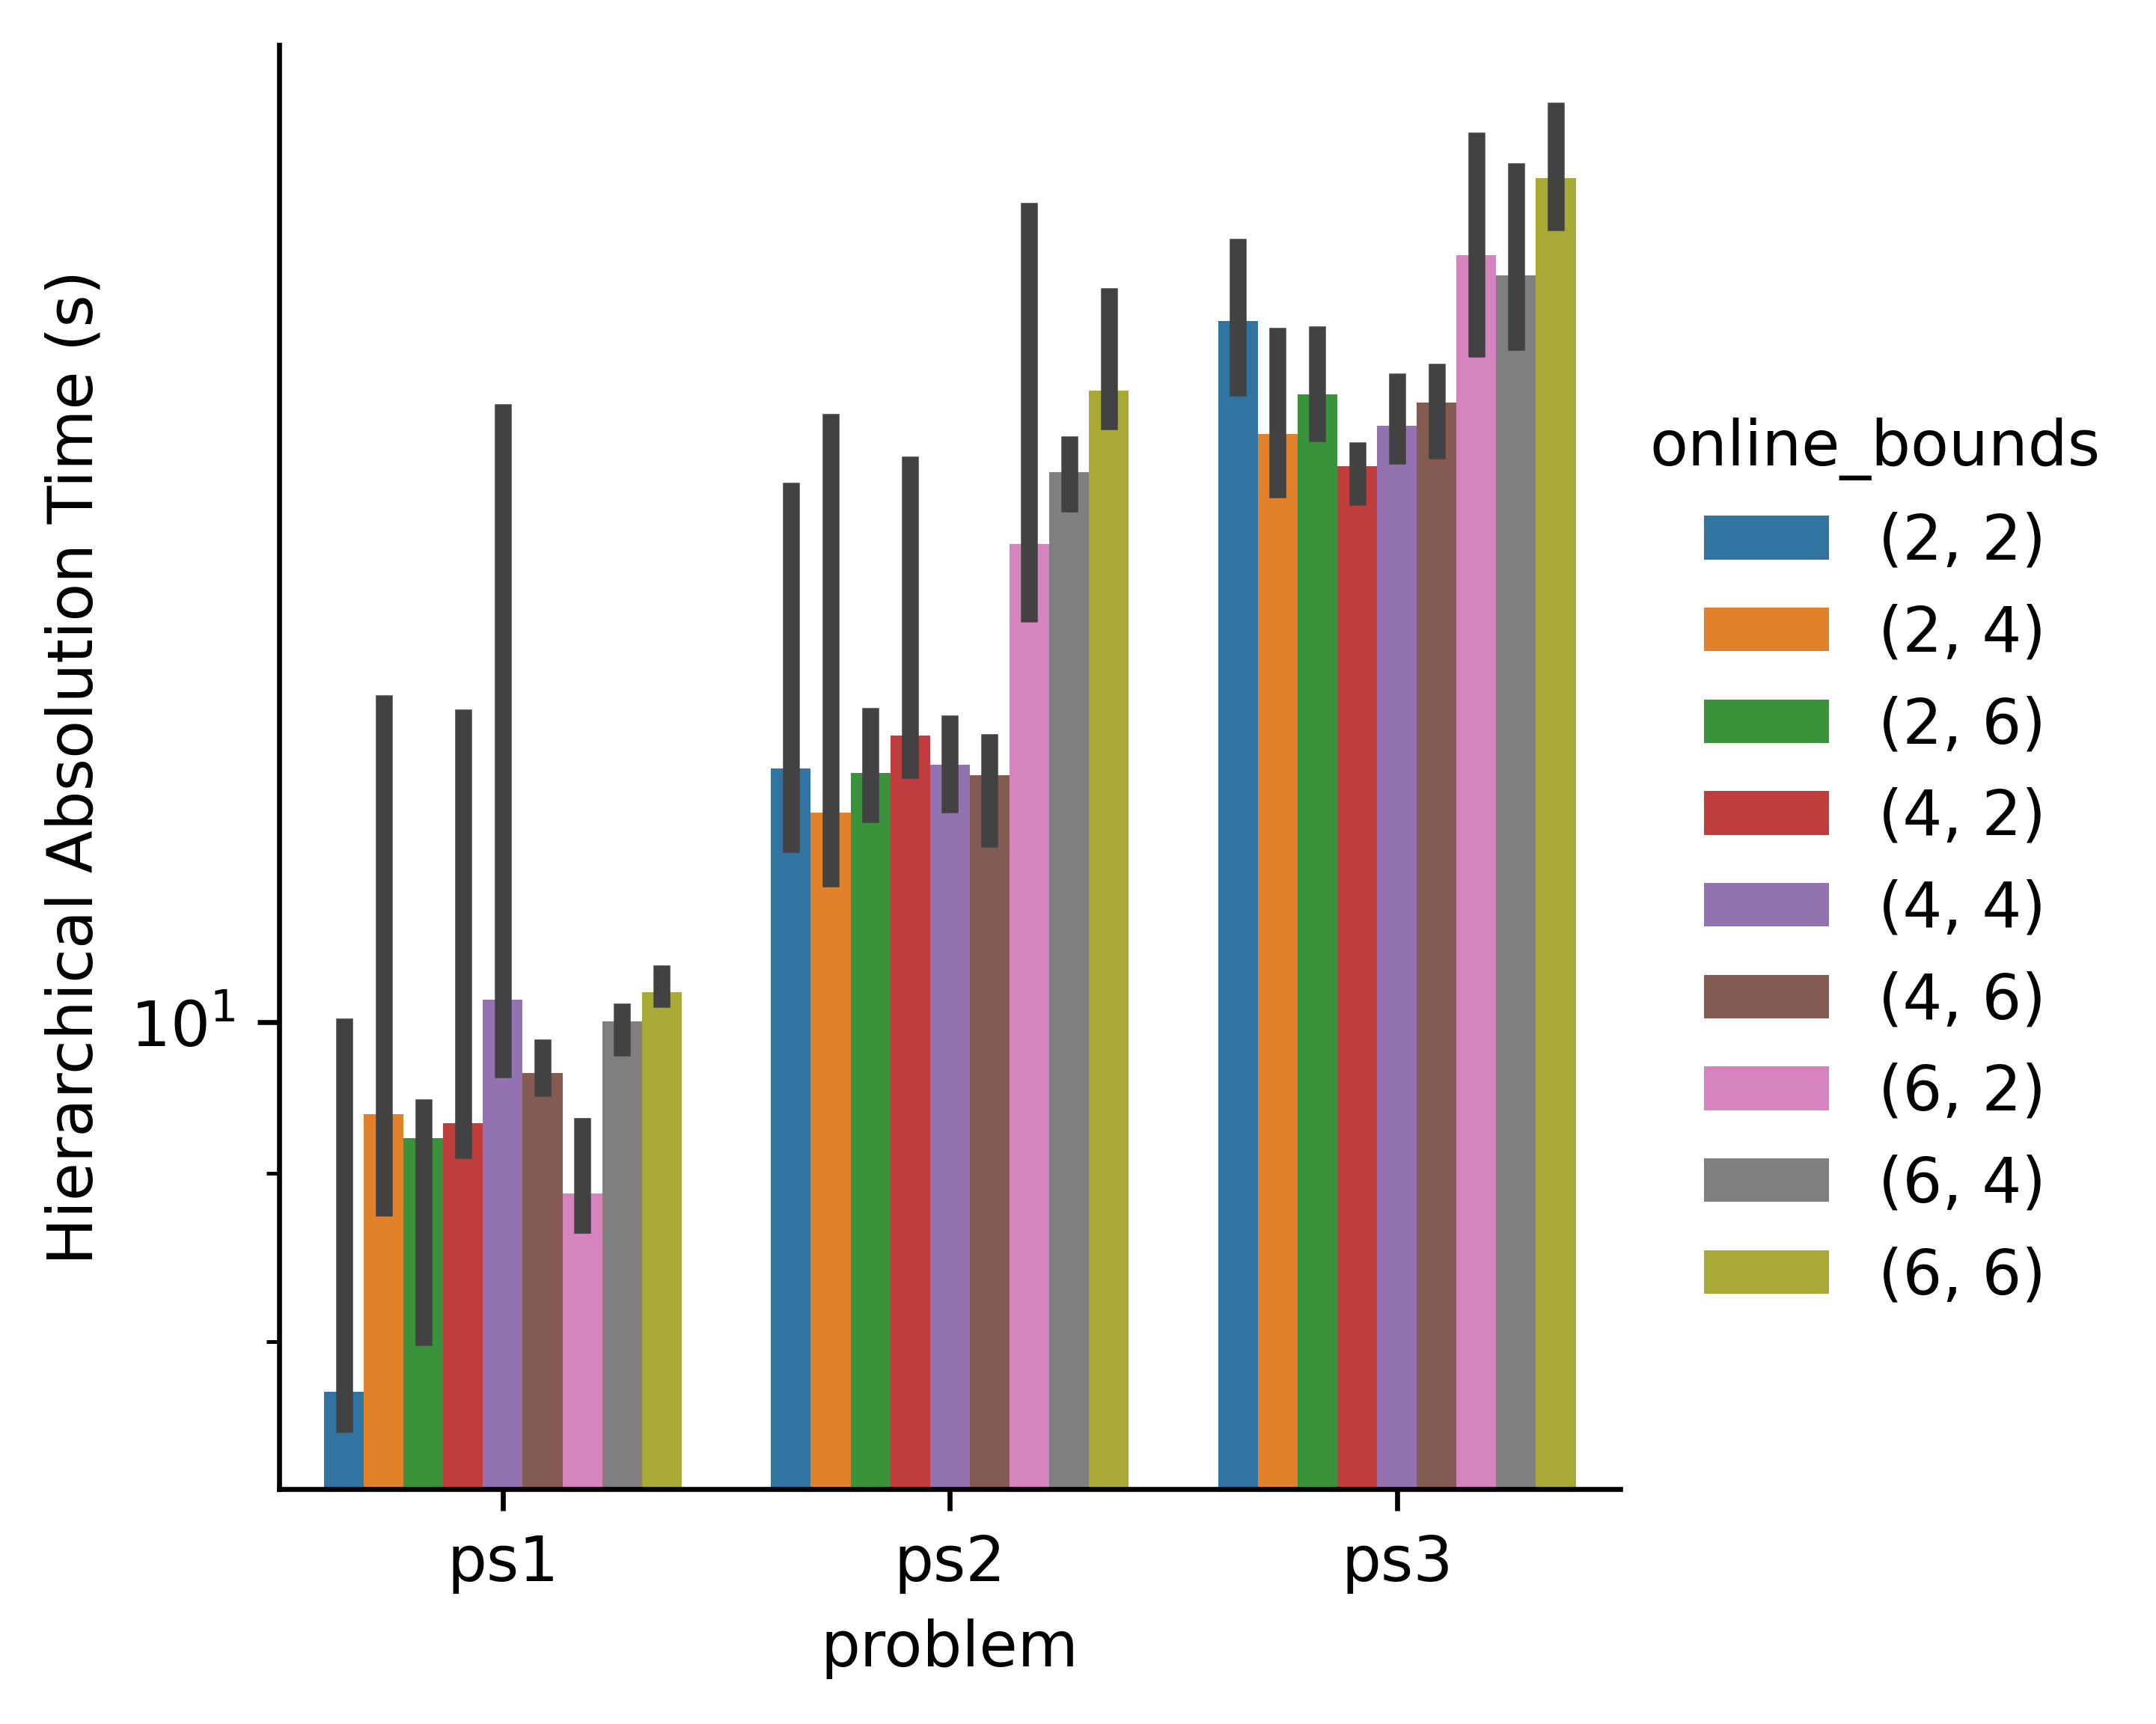 Hierarchical Absolution Time (s)
10¹
ps1 ps2 ps3
problem
online_bounds
(2, 2)
(2, 4)
(2, 6)
(4, 2)
(4, 4)
(4, 6)
(6, 2)
(6, 4)
(6, 6)